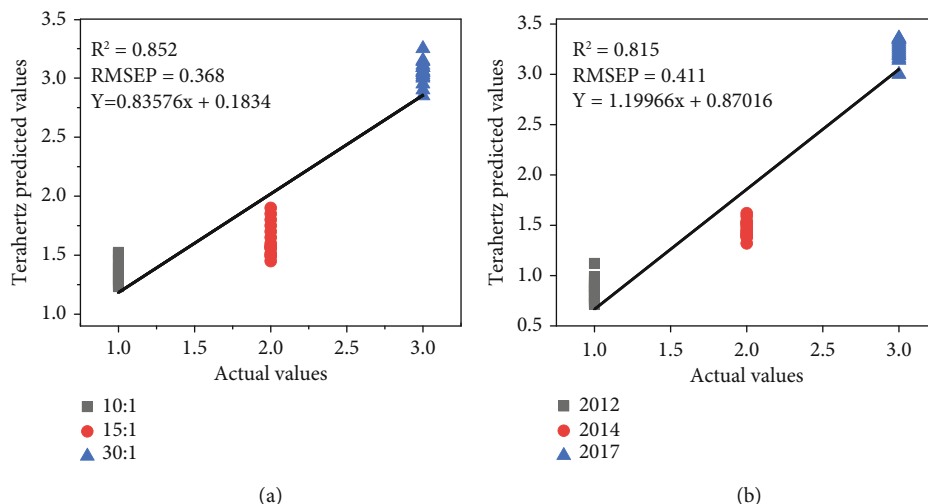 R² = 0.852
RMSEP = 0.368
Y=0.83576x + 0.1834
3.5
3.0
2.5
2.0
1.5
1.0
Terahertz predicted values
1.0
1.5
2.0
2.5
3.0
Actual values
10:1
15:1
30:1
(a)
R² = 0.815
RMSEP = 0.411
Y = 1.19966x + 0.87016
3.5
3.0
2.5
2.0
1.5
1.0
0.5
Terahertz predicted values
1.0
1.5
2.0
2.5
3.0
Actual values
2012
2014
2017
(b)